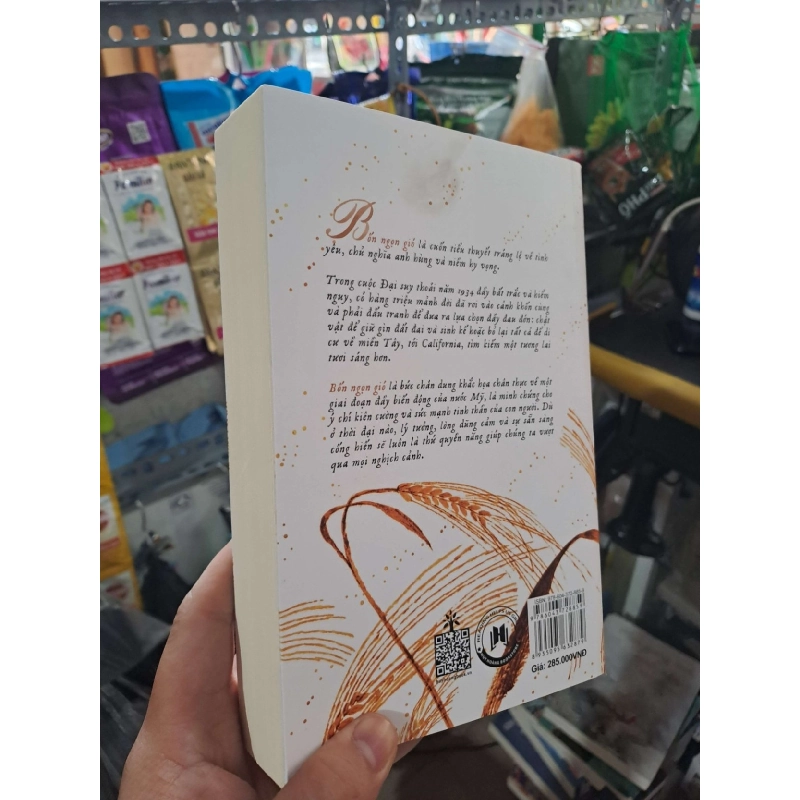 Bốn ngọn gió là cuốn tiểu thuyết tráng lệ về tình
yêu, chủ nghĩa anh hùng và niềm hy vọng.
Trong cuộc Đại suy thoái năm 1934 đầy bất trắc và hiểm
nguy, có hàng triệu mảnh đời đã rơi vào cảnh khốn cùng
và phải đấu tranh để đưa ra lựa chọn đầy đau đớn: chật
vật để giữ gìn đất đai và sinh kế hoặc bỏ lại tất cả để di
cư về miền Tây, tới California, tìm kiếm một tương lai
tươi sáng hơn.
Bốn ngọn gió là bức chân dung khắc họa chân thực về một
giai đoạn đầy biến động của nước Mỹ, là minh chứng cho
ý chí kiên cường và sức mạnh tinh thần của con người. Dù
ở thời đại nào, lý tưởng, lòng dũng cảm và sự sẵn sàng
cống hiến sẽ luôn là thứ quyền năng giúp chúng ta vượt
qua mọi nghịch cảnh.
Giá: 285.000VNĐ